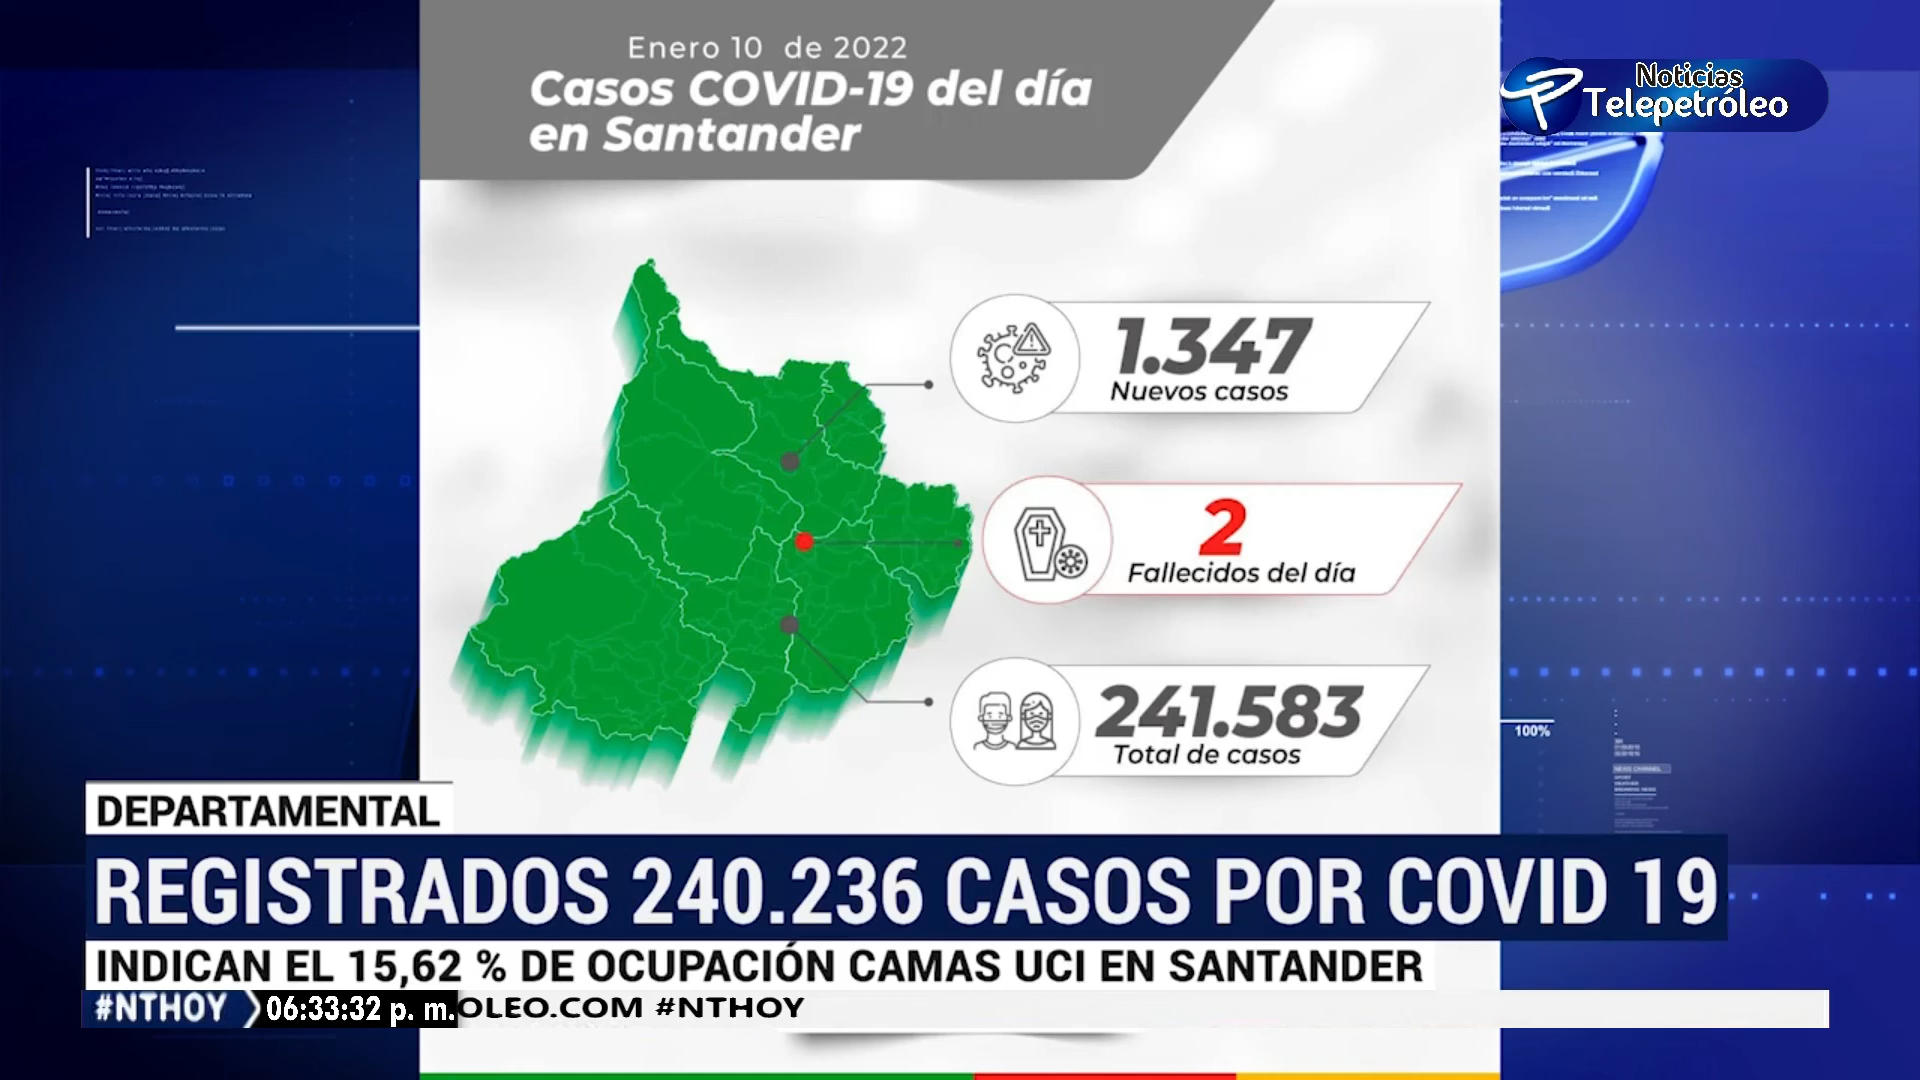 Enero 10 de 2022
Casos COVID-19 del día
en Santander
Noticias
Telepetróleo
1.347
Nuevos casos
2
Fallecidos del día
241.583
Total de casos
100%
NEWS CHANNEL
DEPARTAMENTAL
REGISTRADOS 240.236 CASOS POR COVID 19
INDICAN EL 15,62 % DE OCUPACIÓN CAMAS UCI EN SANTANDER
#NTHOY 06:33:32 p. m. OLEO.COM #NTHOY